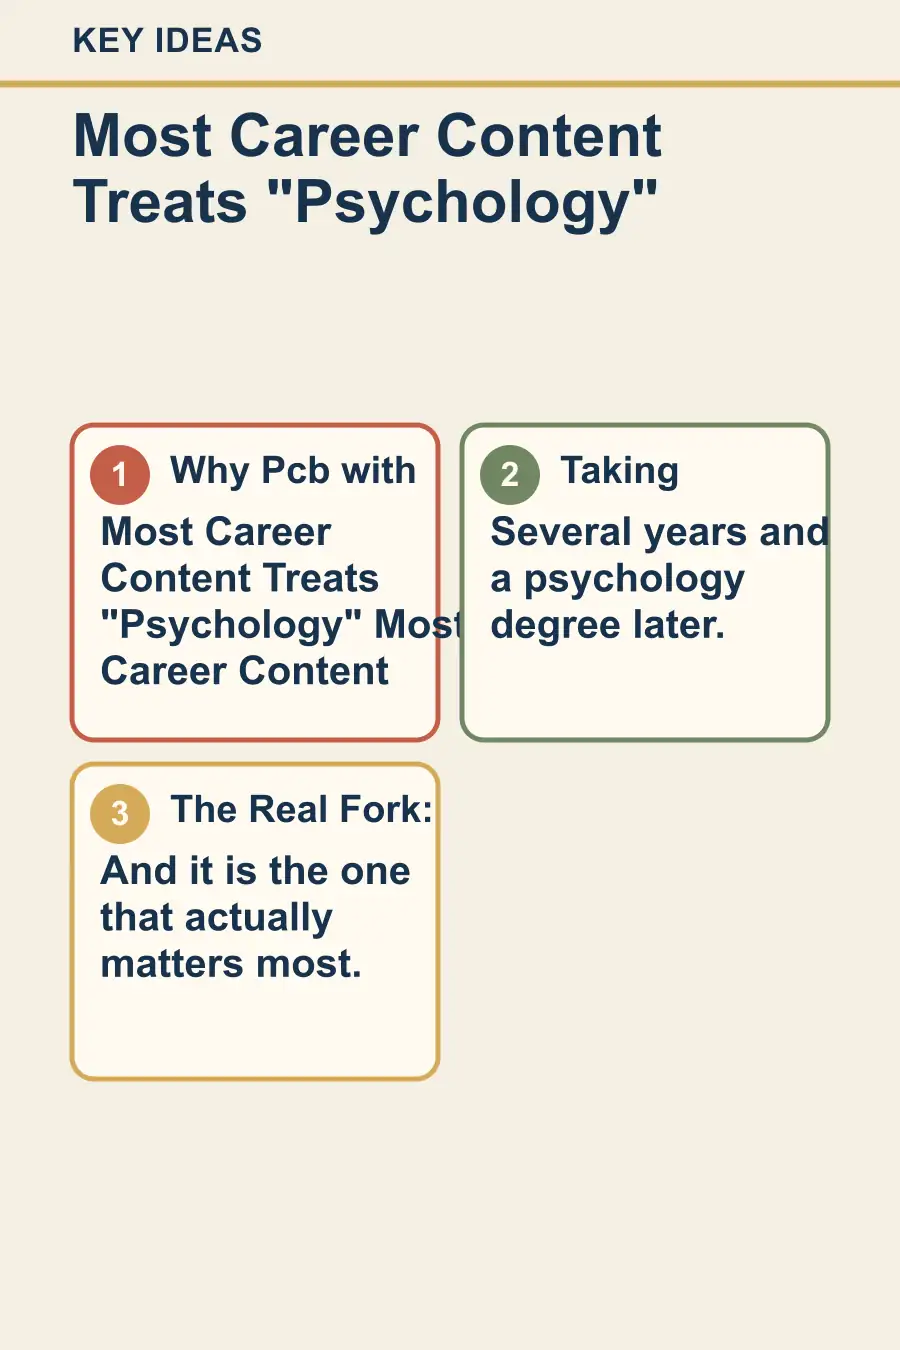 KEY IDEAS
Most Career Content
Treats "Psychology"
1 Why Pcb with
Most Career
Content Treats
"Psychology" Most
Career Content
2 Taking
Several years and
a psychology
degree later.
3 The Real Fork:
And it is the one
that actually
matters most.